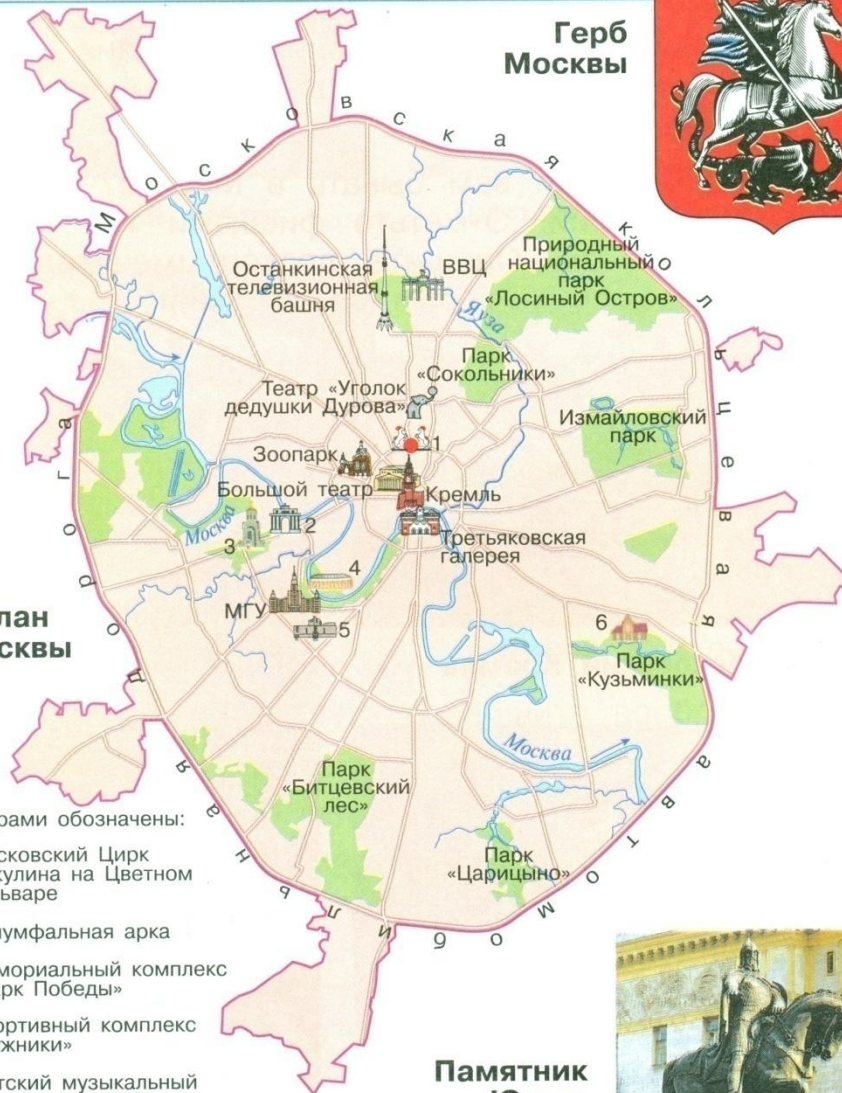 Герб
Москвы
Московская кольцевая автомобильная дорога
Останкинская
телевизионная
башня
ВВЦ
Природный
национальный
парк
«Лосиный Остров»
Яуза
Парк
«Сокольники»
Театр «Уголок
дедушки Дурова»
1
Измайловский
парк
Зоопарк
Большой театр
Кремль
Москва
2
3
Третьяковская
галерея
4
МГУ
5
6
Парк
«Кузьминки»
лан
сквы
Москва
Парк
«Битцевский
лес»
Парк
«Царицыно»
рами обозначены:
сковский Цирк
кулина на Цветном
льваре
умфальная арка
мориальный комплекс
арк Победы»
ортивный комплекс
жники»
тский музыкальный
Памятник